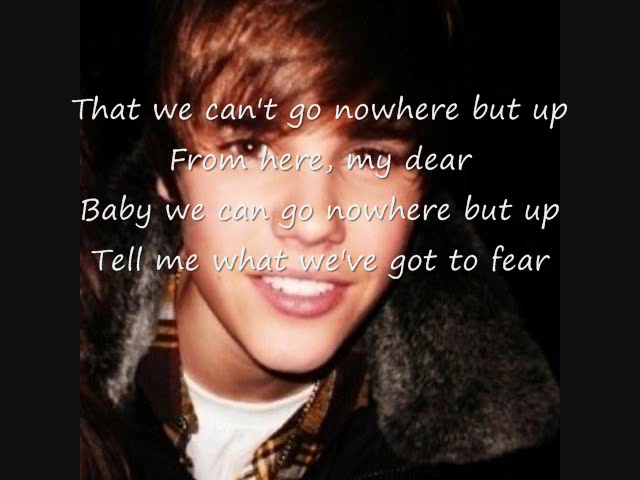 That we can't go nowhere but up
From here, my dear
Baby we can go nowhere but up
Tell me what we've got to fear